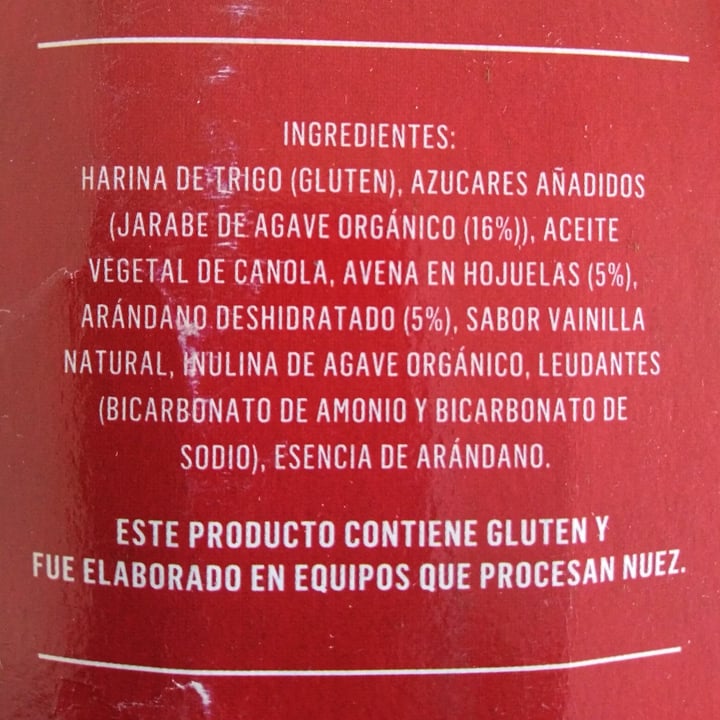 INGREDIENTES:
HARINA DE TRIGO (GLUTEN), AZUCARES AÑADIDOS
(JARABE DE AGAVE ORGÁNICO (16%)), ACEITE
VEGETAL DE CANOLA, AVENA EN HOJUELAS (5%),
ARÁNDANO DESHIDRATADO (5%), SABOR VAINILLA
NATURAL, INULINA DE AGAVE ORGÁNICO, LEUDANTES
(BICARBONATO DE AMONIO Y BICARBONATO DE
SODIO), ESENCIA DE ARÁNDANO.
ESTE PRODUCTO CONTIENE GLUTEN Y
FUE ELABORADO EN EQUIPOS QUE PROCESAN NUEZ.